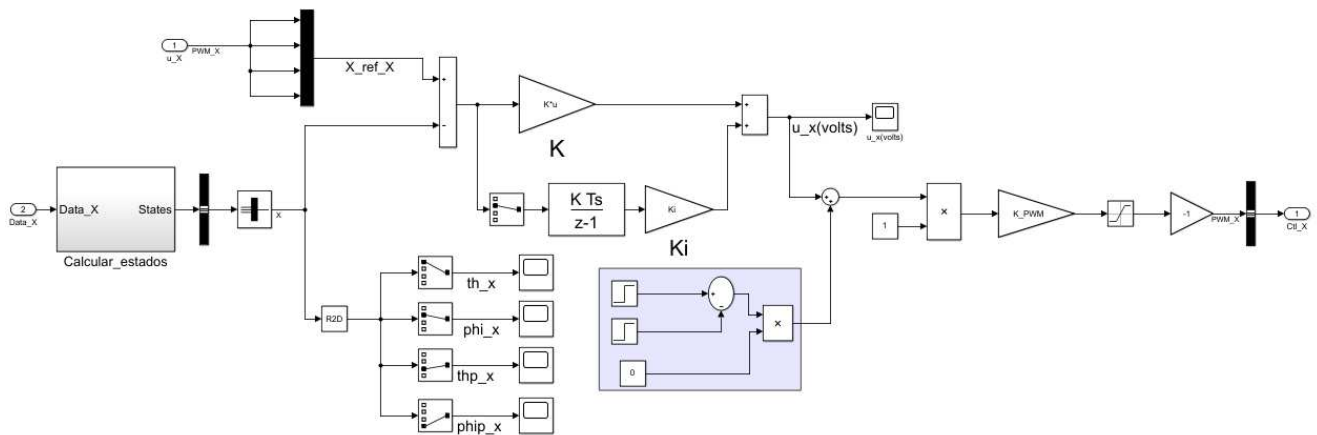 1
u_X
PWM_X
X_ref_X
+
-
K*u
K
+
+
u_x(volts)
u_x(volts)
2
Data_X
Data_X
States
Calcular_estados
X
K Ts
z-1
Ki
Ki
+
+
1
×
K_PWM
-1
PWM_X
1
Ctl_X
R2D
th_x
phi_x
thp_x
phip_x
+
-
×
0